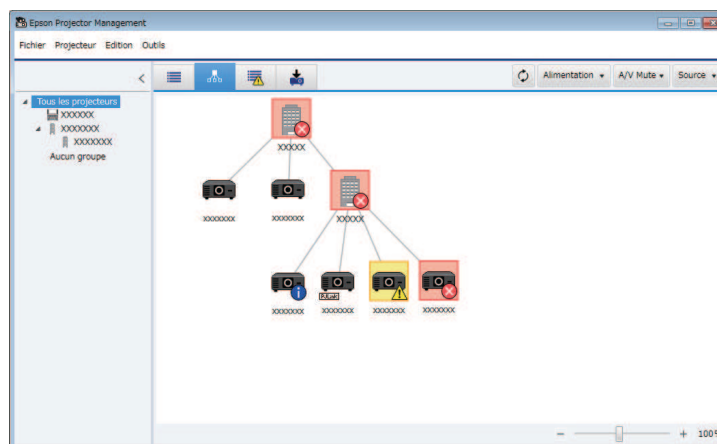 Epson Projector Management
Fichier Projecteur Edition Outils
Alimentation A/V Mute Source
Tous les projecteurs
XXXXXX
XXXXXXX
XXXXXXX
Aucun groupe
XXXXX
XXXXXXX XXXXXXX XXXXX
PJLink
XXXXXXX XXXXXXX XXXXXXX XXXXXXX
100%